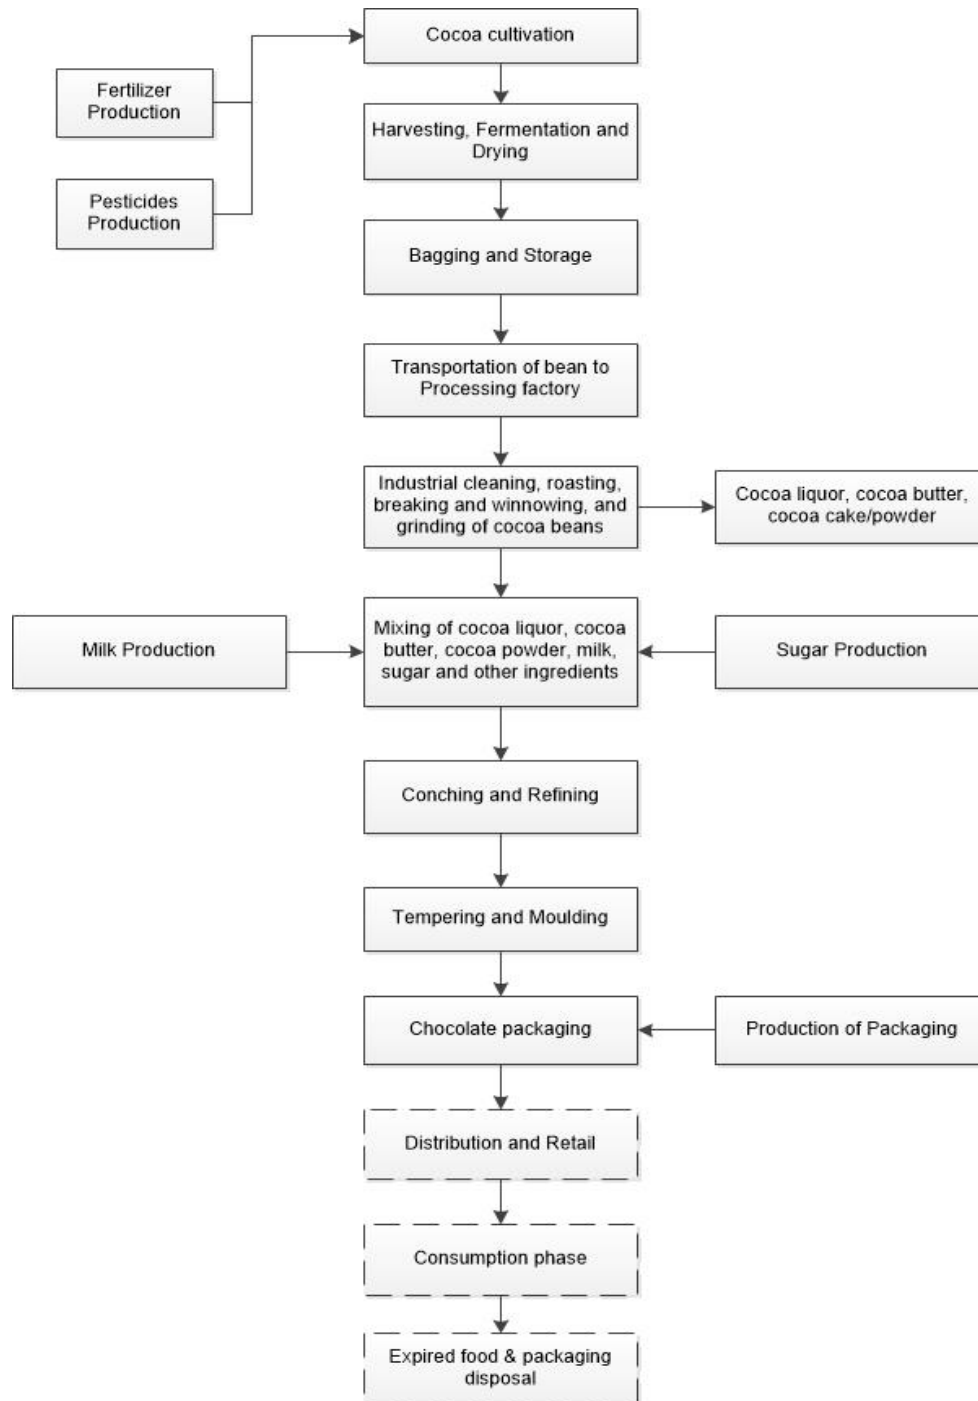 Cocoa cultivation
Fertilizer
Production
Harvesting, Fermentation and
Drying
Pesticides
Production
Bagging and Storage
Transportation of bean to
Processing factory
Industrial cleaning, roasting,
breaking and winnowing, and
grinding of cocoa beans
Cocoa liquor, cocoa butter,
cocoa cake/powder
Milk Production
Mixing of cocoa liquor, cocoa
butter, cocoa powder, milk,
sugar and other ingredients
Sugar Production
Conching and Refining
Tempering and Moulding
Chocolate packaging
Production of Packaging
Distribution and Retail
Consumption phase
Expired food & packaging
disposal